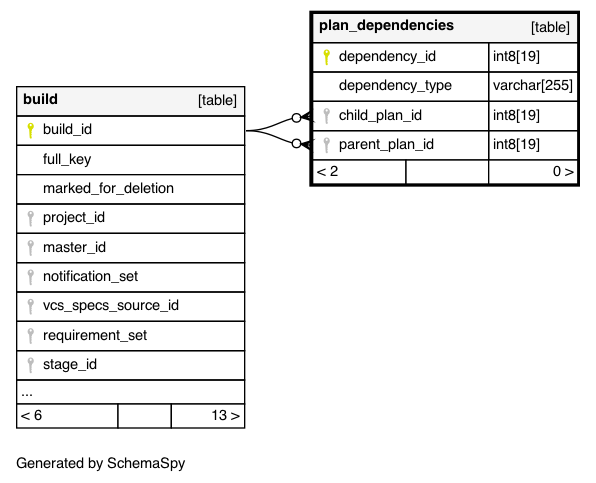 plan_dependencies [table]
dependency_id int8[19]
dependency_type varchar[255]
child_plan_id int8[19]
parent_plan_id int8[19]
< 2 0 >
build [table]
build_id
full_key
marked_for_deletion
project_id
master_id
notification_set
vcs_specs_source_id
requirement_set
stage_id
...
< 6 13 >
Generated by SchemaSpy